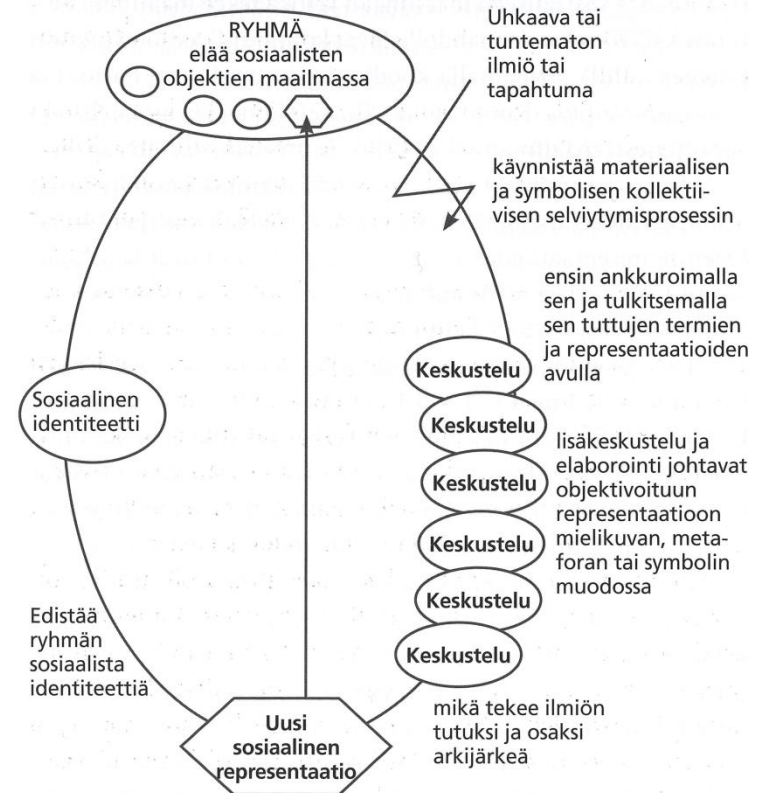 RYHMÄ
elää sosiaalisten
objektien maailmassa
Uhkaava tai
tuntematon
ilmiö tai
tapahtuma
käynnistää materiaalisen
ja symbolisen kollektii-
visen selviytymisprosessin
ensin ankkuroimalla
sen ja tulkitsemalla
sen tuttujen termien
ja representaatioiden
avulla
Keskustelu
Keskustelu
Keskustelu
Keskustelu
Keskustelu
Keskustelu
lisäkeskustelu ja
elaborointi johtavat
objektivoituun
representaatioon
mielikuvan, meta-
foran tai symbolin
muodossa
mikä tekee ilmiön
tutuksi ja osaksi
arkijärkeä
Uusi
sosiaalinen
representaatio
Edistää
ryhmän
sosiaalista
identiteettiä
Sosiaalinen
identiteetti